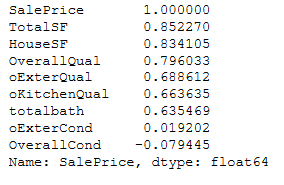 SalePrice 1.000000
TotalSF 0.852270
HouseSF 0.834105
OverallQual 0.796033
oExterQual 0.688612
oKitchenQual 0.663635
totalbath 0.635469
oExterCond 0.019202
OverallCond -0.079445
Name: SalePrice, dtype: float64